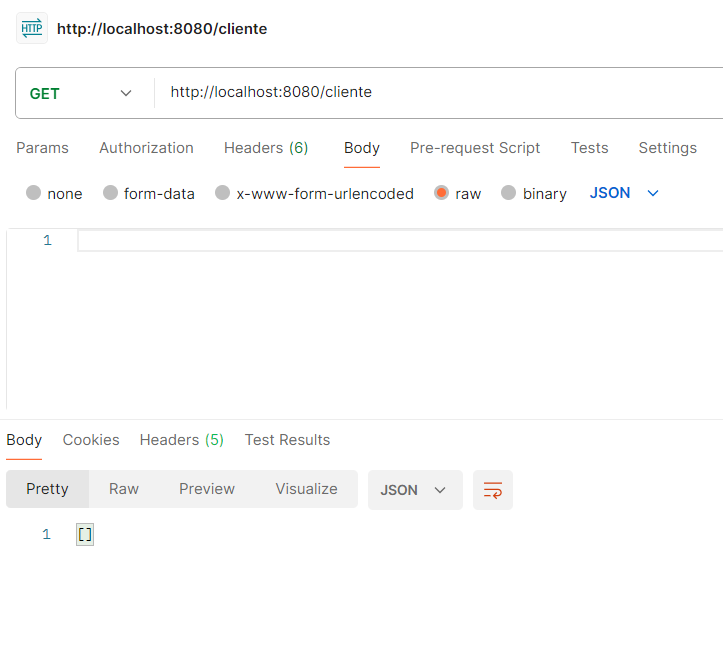 HTTP http://localhost:8080/cliente
GET http://localhost:8080/cliente
Params Authorization Headers (6) Body Pre-request Script Tests Settings
none form-data x-www-form-urlencoded raw binary JSON
1
Body Cookies Headers (5) Test Results
Pretty Raw Preview Visualize JSON
1 []